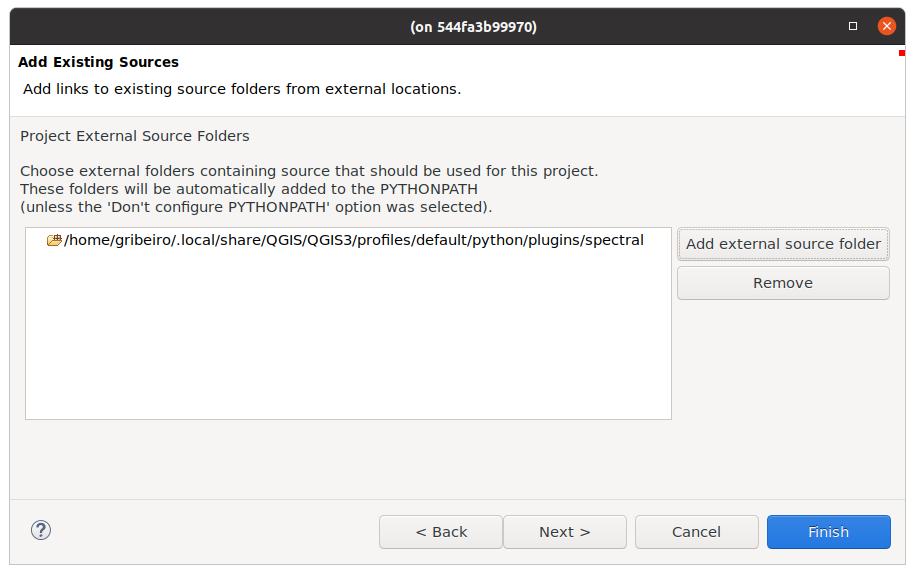 (on 544fa3b99970)
Add Existing Sources
Add links to existing source folders from external locations.
Project External Source Folders
Choose external folders containing source that should be used for this project.
These folders will be automatically added to the PYTHONPATH
(unless the 'Don't configure PYTHONPATH' option was selected).
/home/gribeiro/.local/share/QGIS/QGIS3/profiles/default/python/plugins/spectral
Add external source folder
Remove
?
< Back
Next >
Cancel
Finish